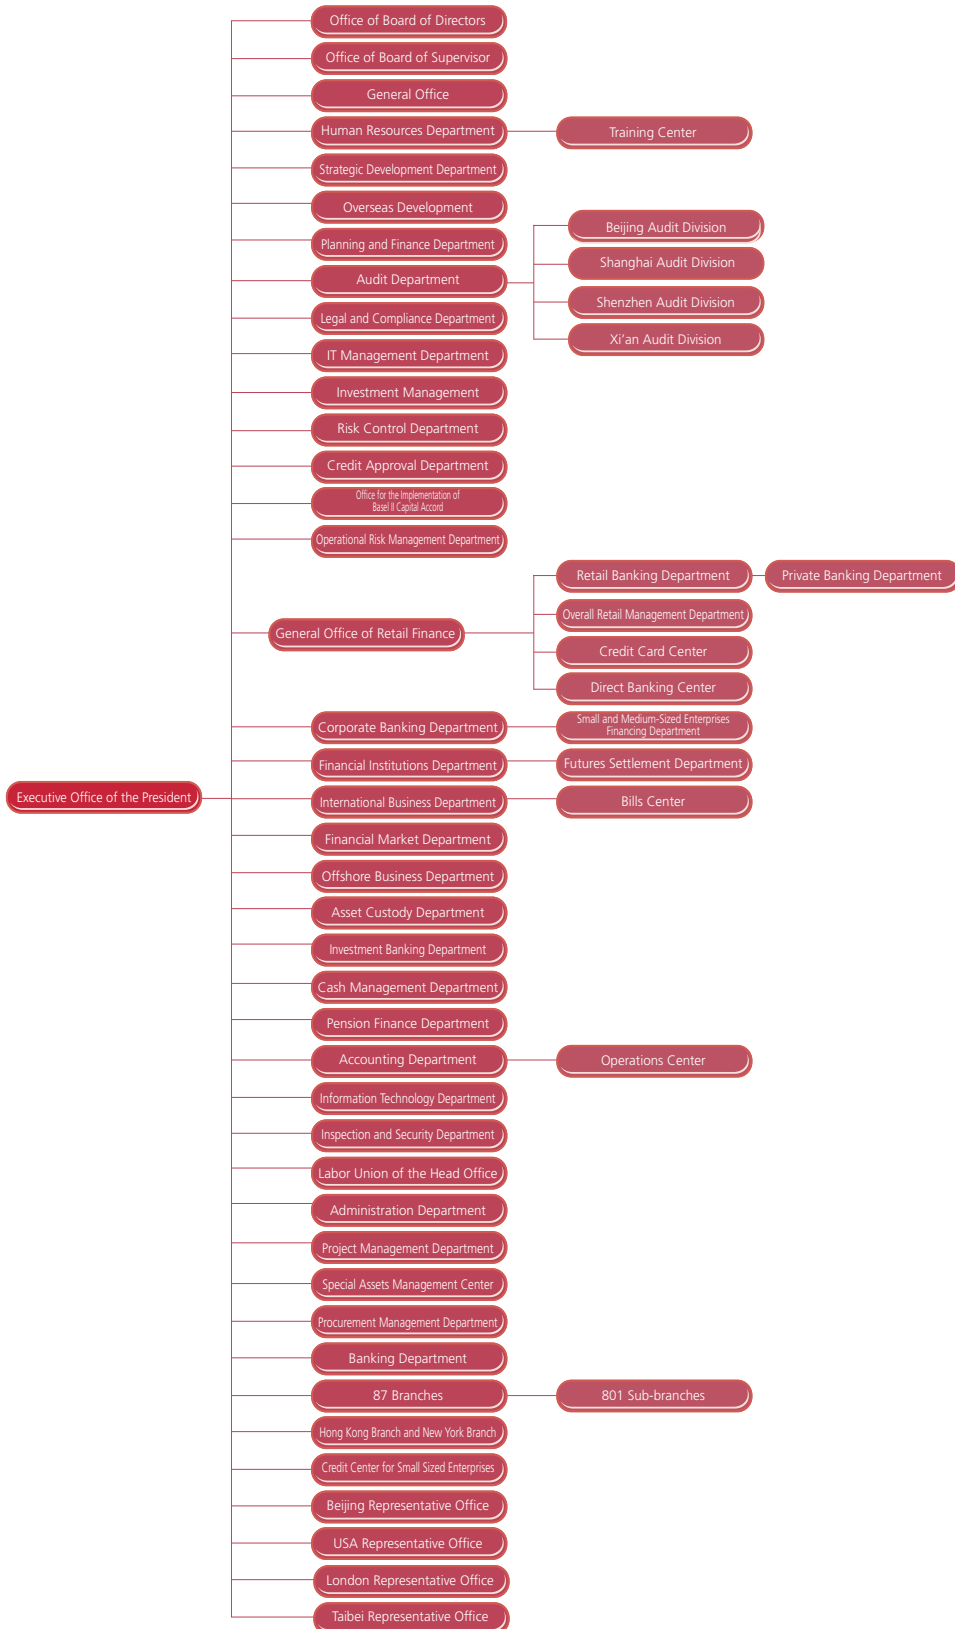 Office of Board of Directors
Office of Board of Supervisor
General Office
Human Resources Department
Training Center
Strategic Development Department
Overseas Development
Planning and Finance Department
Audit Department
Beijing Audit Division
Shanghai Audit Division
Shenzhen Audit Division
Xi’an Audit Division
Legal and Compliance Department
IT Management Department
Investment Management
Risk Control Department
Credit Approval Department
Office for the Implementation of
Basel II Capital Accord
Operational Risk Management Department
General Office of Retail Finance
Retail Banking Department
Private Banking Department
Overall Retail Management Department
Credit Card Center
Direct Banking Center
Corporate Banking Department
Small and Medium-Sized Enterprises
Financing Department
Financial Institutions Department
Futures Settlement Department
Executive Office of the President
International Business Department
Bills Center
Financial Market Department
Offshore Business Department
Asset Custody Department
Investment Banking Department
Cash Management Department
Pension Finance Department
Accounting Department
Operations Center
Information Technology Department
Inspection and Security Department
Labor Union of the Head Office
Administration Department
Project Management Department
Special Assets Management Center
Procurement Management Department
Banking Department
87 Branches
801 Sub-branches
Hong Kong Branch and New York Branch
Credit Center for Small Sized Enterprises
Beijing Representative Office
USA Representative Office
London Representative Office
Taibei Representative Office